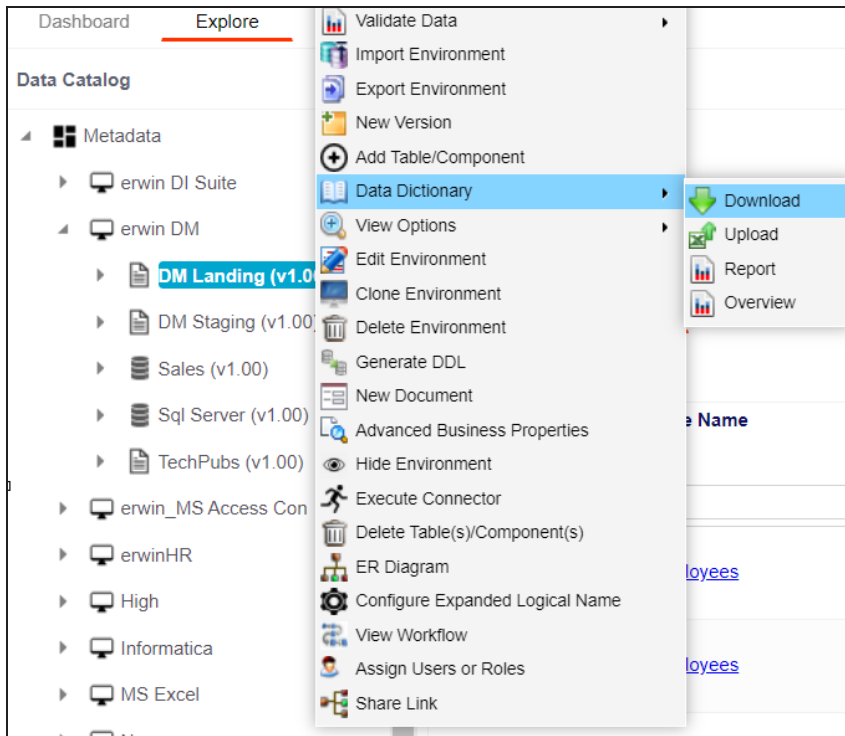 Dashboard
Explore
Data Catalog
Metadata
erwin DI Suite
erwin DM
DM Landing (v1.00
DM Staging (v1.00)
Sales (v1.00)
Sql Server (v1.00)
TechPubs (v1.00)
erwin_MS Access Con
erwinHR
High
Informatica
MS Excel
Validate Data
Import Environment
Export Environment
New Version
Add Table/Component
Data Dictionary
View Options
Edit Environment
Clone Environment
Delete Environment
Generate DDL
New Document
Advanced Business Properties
Hide Environment
Execute Connector
Delete Table(s)/Component(s)
ER Diagram
Configure Expanded Logical Name
View Workflow
Assign Users or Roles
Share Link
Download
Upload
Report
Overview
e Name
loyees
loyees